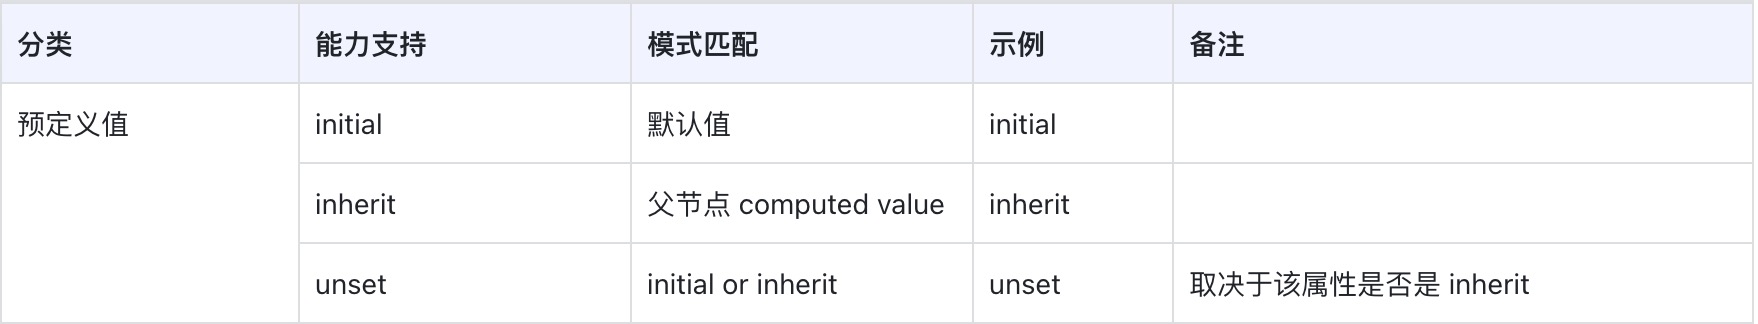 分类 能力支持 模式匹配 示例 备注
预定义值 initial 默认值 initial
inherit 父节点 computed value inherit
unset initial or inherit unset 取决于该属性是否是 inherit